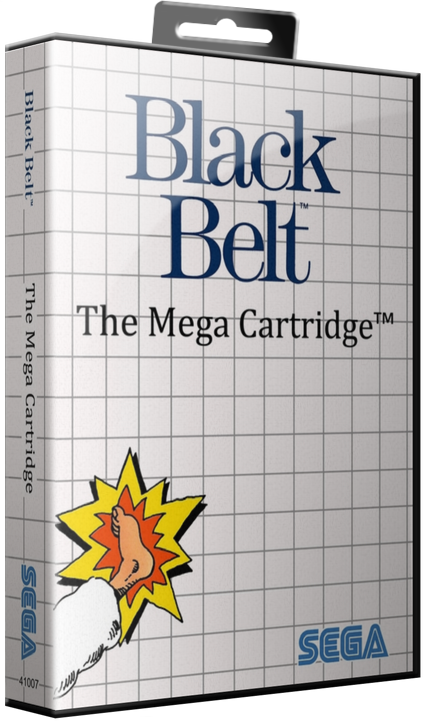 Black Belt™
The Mega Cartridge
SEGA
41007
Black
Belt™
The Mega Cartridge™
SEGA